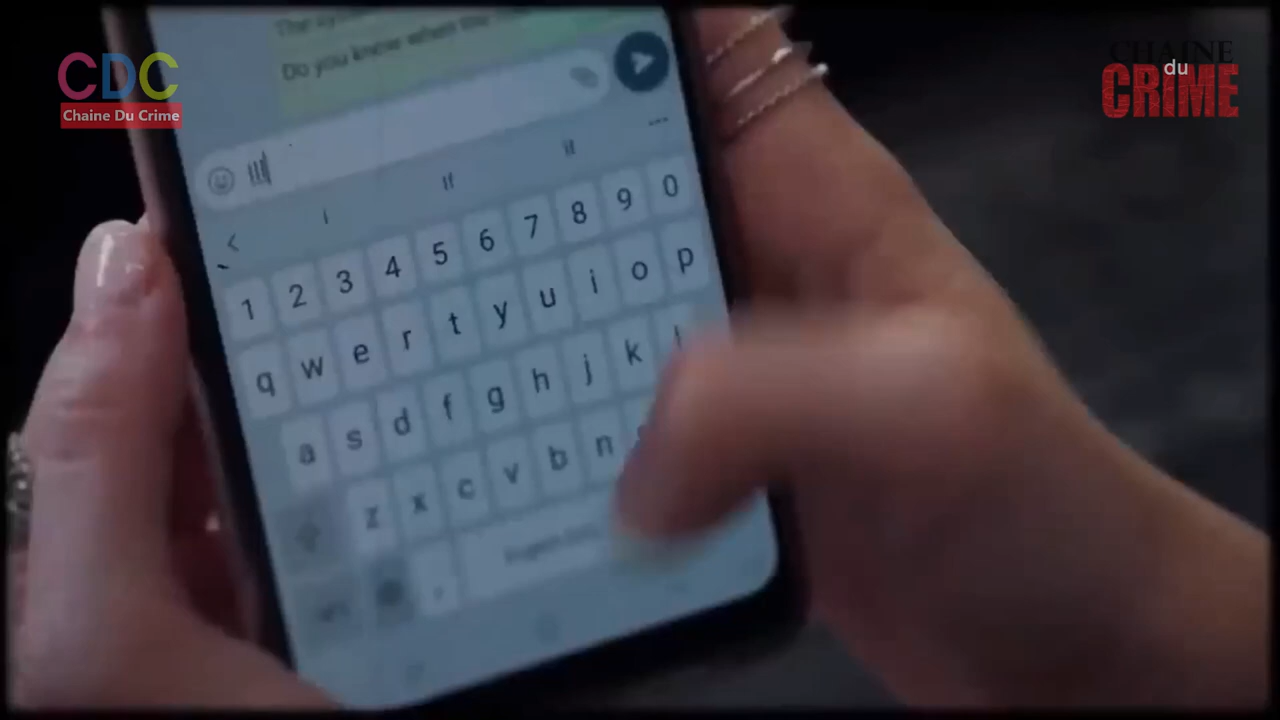 CDC
Chaine Du Crime
CHAINE
du
CRIME
Do you know when the
1 2 3 4 5 6 7 8 9 0
q w e r t y u i o p
a s d f g h j k l
z x c v b n